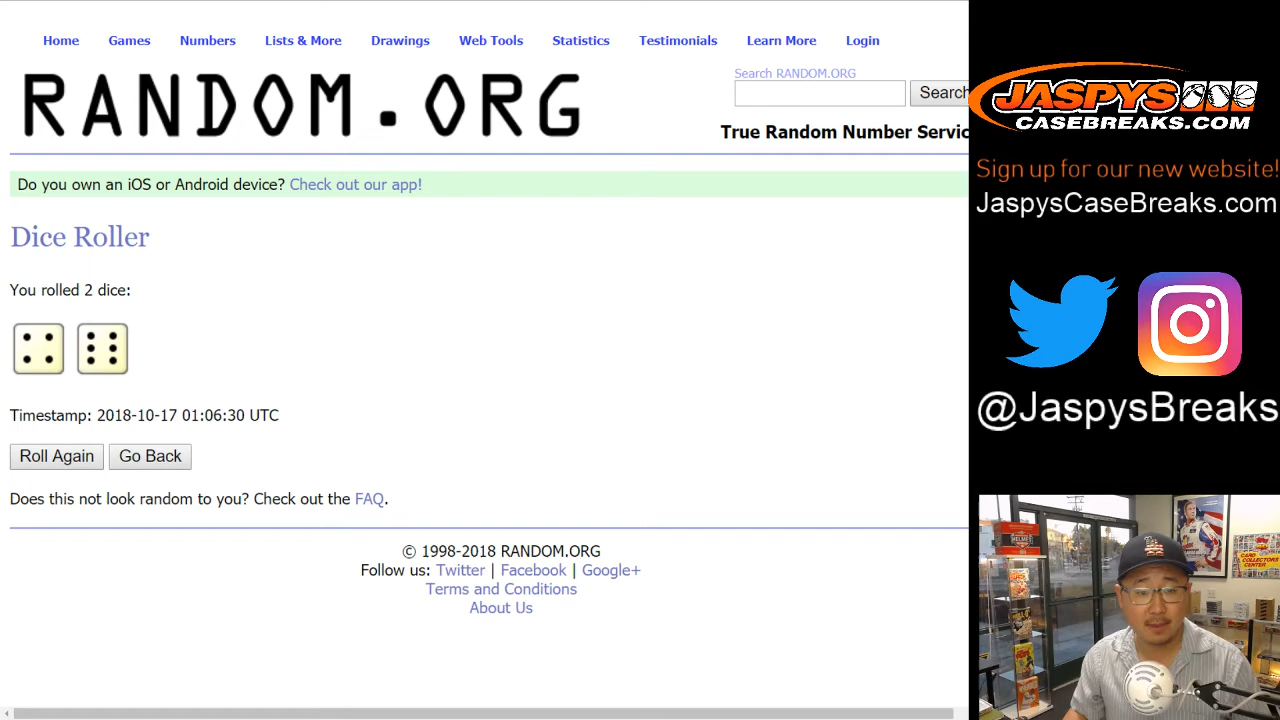 Home Games Numbers Lists & More Drawings Web Tools Statistics Testimonials Learn More Login
RANDOM.ORG
Search RANDOM.ORG
Search
True Random Number Servic
Do you own an iOS or Android device? Check out our app!
Dice Roller
You rolled 2 dice:
Timestamp: 2018-10-17 01:06:30 UTC
Roll Again Go Back
Does this not look random to you? Check out the FAQ.
© 1998-2018 RANDOM.ORG
Follow us: Twitter | Facebook | Google+
Terms and Conditions
About Us
JASPYS
CASEBREAKS.COM
Sign up for our new website!
JaspysCaseBreaks.com
@JaspysBreaks
HELMET
CARD
COLLECTORS
CENTER